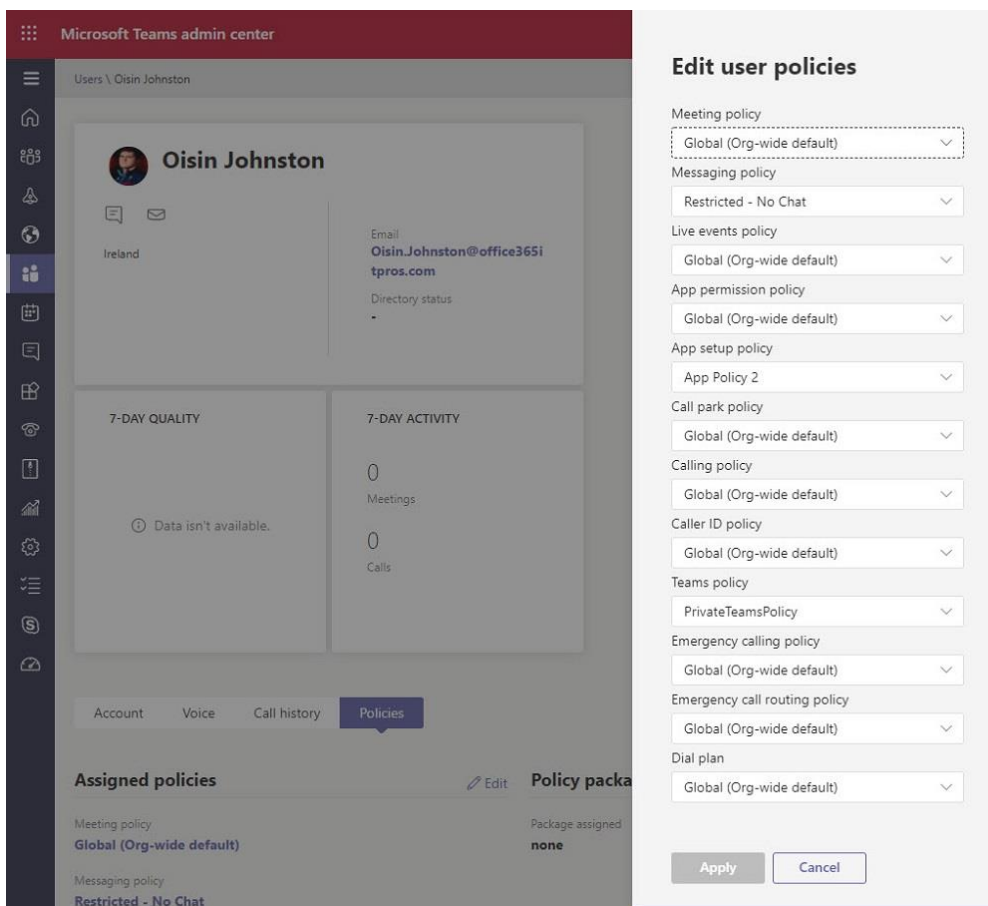 Microsoft Teams admin center
Users \ Oisin Johnston
Oisin Johnston
Ireland
Email
Oisin.Johnston@office365i
tpros.com
Directory status
-
7-DAY QUALITY
Data isn't available.
7-DAY ACTIVITY
0
Meetings
0
Calls
Account Voice Call history Policies
Assigned policies
Edit
Meeting policy
Global (Org-wide default)
Messaging policy
Restricted - No Chat
Policy packa
Package assigned
none
Edit user policies
Meeting policy
Global (Org-wide default)
Messaging policy
Restricted - No Chat
Live events policy
Global (Org-wide default)
App permission policy
Global (Org-wide default)
App setup policy
App Policy 2
Call park policy
Global (Org-wide default)
Calling policy
Global (Org-wide default)
Caller ID policy
Global (Org-wide default)
Teams policy
PrivateTeamsPolicy
Emergency calling policy
Global (Org-wide default)
Emergency call routing policy
Global (Org-wide default)
Dial plan
Global (Org-wide default)
Apply Cancel